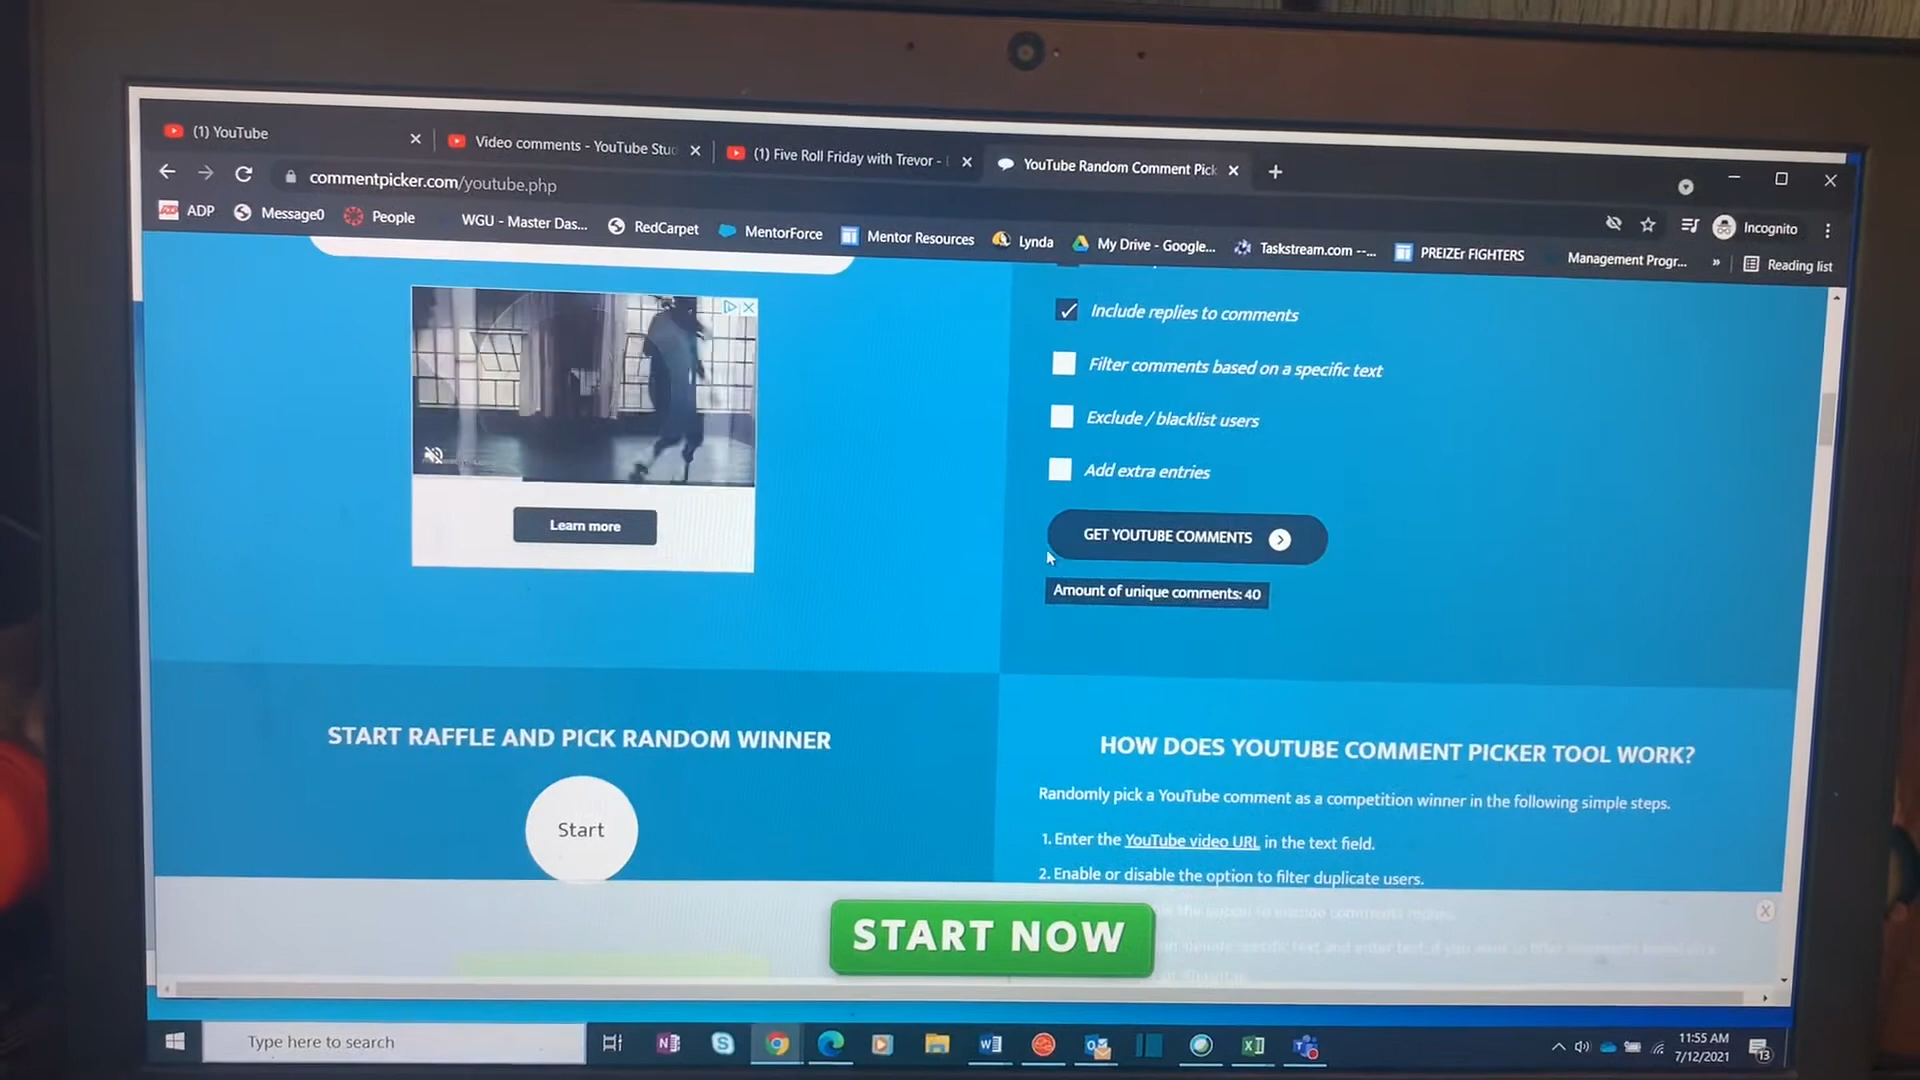 (1) YouTube
Video comments - YouTube Stuc
(1) Five Roll Friday with Trevor -
YouTube Random Comment Pick
commentpicker.com/youtube.php
Incognito
ADP
Message0
People
WGU - Master Das...
RedCarpet
MentorForce
Mentor Resources
Lynda
My Drive - Google...
Taskstream.com --...
PREIZEr FIGHTERS
Management Progr...
»
Reading list
Include replies to comments
Filter comments based on a specific text
Exclude / blacklist users
Add extra entries
Learn more
GET YOUTUBE COMMENTS
Amount of unique comments: 40
START RAFFLE AND PICK RANDOM WINNER
Start
HOW DOES YOUTUBE COMMENT PICKER TOOL WORK?
Randomly pick a YouTube comment as a competition winner in the following simple steps.
1. Enter the YouTube video URL in the text field.
2. Enable or disable the option to filter duplicate users.
START NOW
Type here to search
11:55 AM
7/12/2021
13